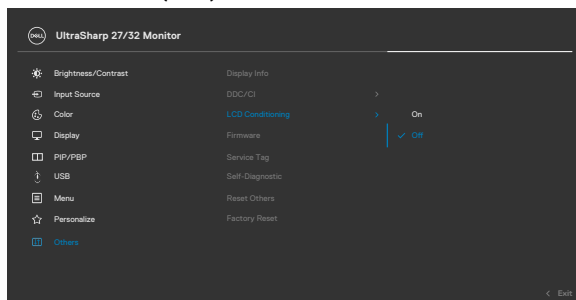 DELL UltraSharp 27/32 Monitor
Brightness/Contrast
Input Source
Color
Display
PIP/PBP
USB
Menu
Personalize
Others
Display Info
DDC/CI >
LCD Conditioning >
Firmware
Service Tag
Self-Diagnostic
Reset Others
Factory Reset
On
✓ Off
< Exit